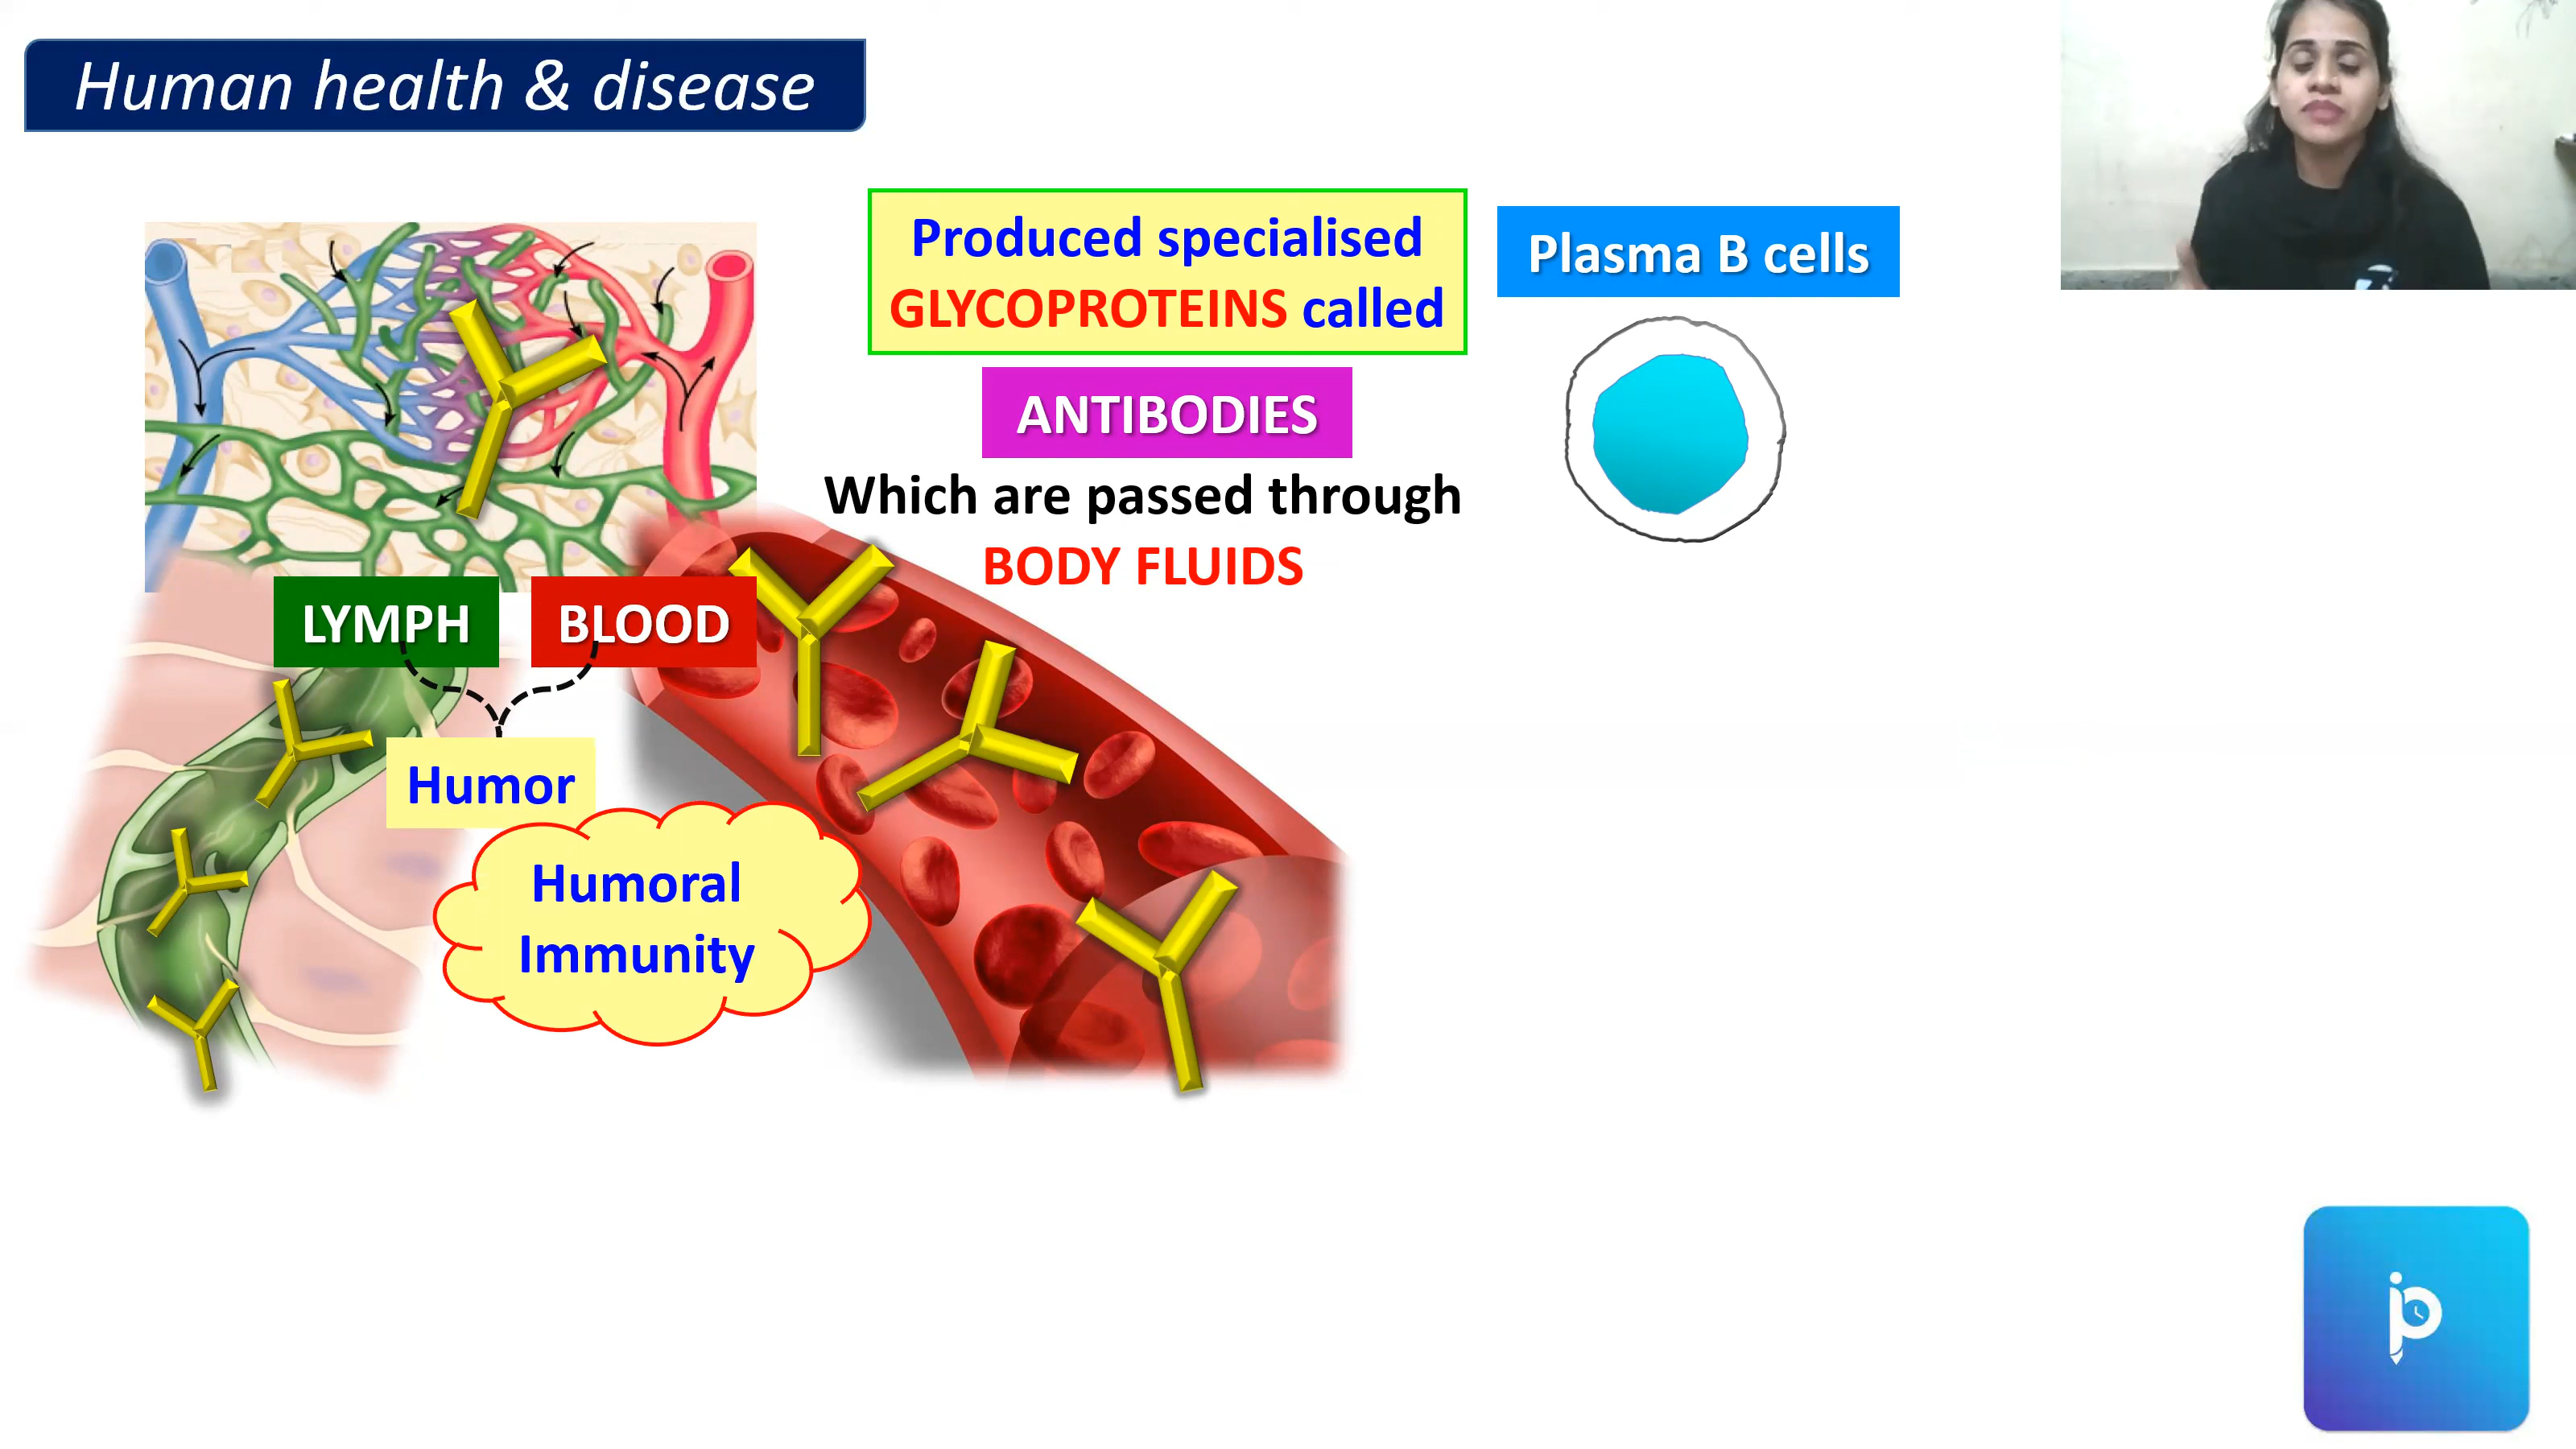 Human health & disease
Produced specialised
GLYCOPROTEINS called
Plasma B cells
ANTIBODIES
Which are passed through
BODY FLUIDS
LYMPH
BLOOD
Humor
Humoral
Immunity